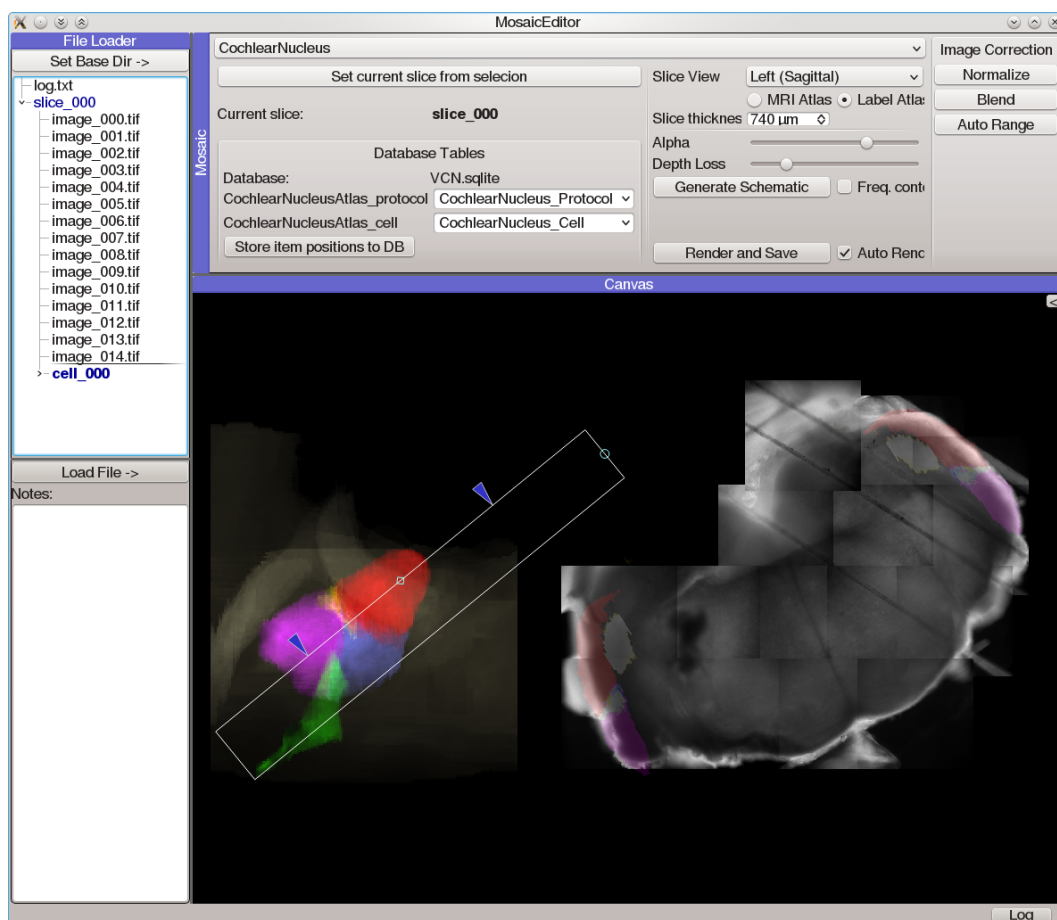 MosaicEditor
File Loader
Set Base Dir ->
log.txt
slice_000
image_000.tif
image_001.tif
image_002.tif
image_003.tif
image_004.tif
image_005.tif
image_006.tif
image_007.tif
image_008.tif
image_009.tif
image_010.tif
image_011.tif
image_012.tif
image_013.tif
image_014.tif
cell_000
Load File ->
Notes:
Mosaic
CochlearNucleus
Set current slice from selecion
Current slice: slice_000
Database Tables
Database: VCN.sqlite
CochlearNucleusAtlas_protocol CochlearNucleus_Protocol
CochlearNucleusAtlas_cell CochlearNucleus_Cell
Store item positions to DB
Slice View Left (Sagittal)
MRI Atlas Label Atlas
Slice thicknes 740 µm
Alpha
Depth Loss
Generate Schematic Freq. conto
Render and Save Auto Renc
Image Correction
Normalize
Blend
Auto Range
Canvas
<
Log